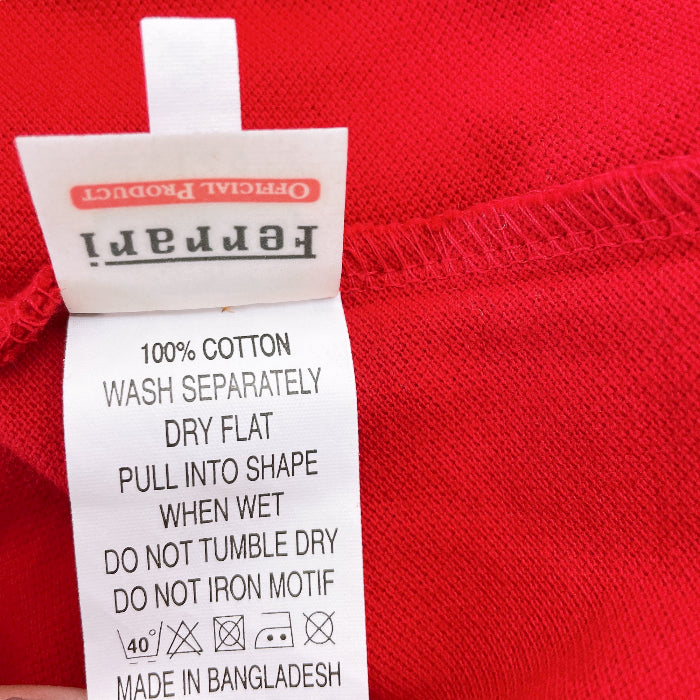 Ferrari
OFFICIAL PRODUCT
100% COTTON
WASH SEPARATELY
DRY FLAT
PULL INTO SHAPE
WHEN WET
DO NOT TUMBLE DRY
DO NOT IRON MOTIF
40°
MADE IN BANGLADESH